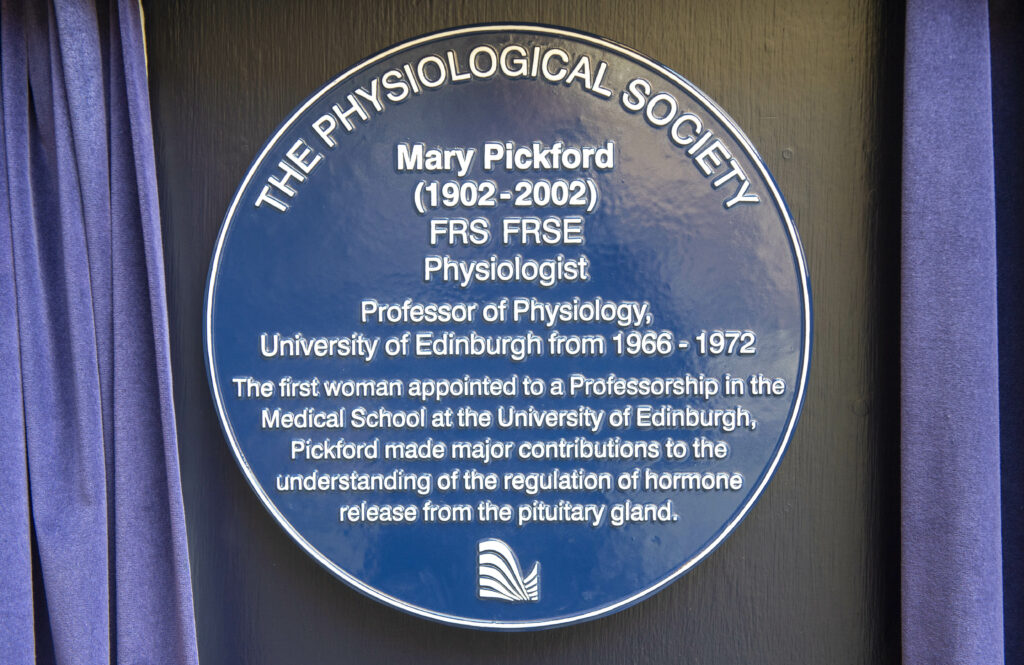 THE PHYSIOLOGICAL SOCIETY
Mary Pickford
(1902-2002)
FRS FRSE
Physiologist
Professor of Physiology,
University of Edinburgh from 1966 - 1972
The first woman appointed to a Professorship in the
Medical School at the University of Edinburgh,
Pickford made major contributions to the
understanding of the regulation of hormone
release from the pituitary gland.